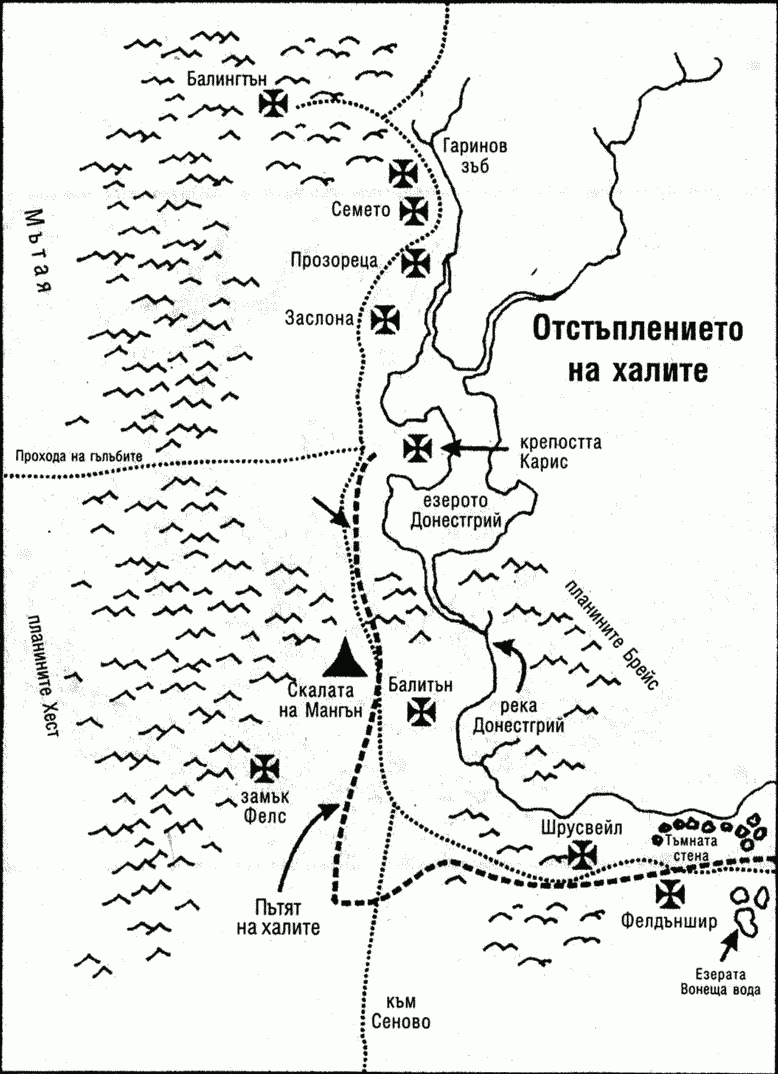 Балингтън
Гаринов
зъб
Семето
Мътая
Прозореца
Заслона
Отстъплението
на халите
Прохода на гълъбите
крепостта
Карис
езерото
Донестгрий
планините Брейс
планините Хест
Скалата
на Мангън
Балитън
река
Донестгрий
замък
Фелс
Шрусвейл
Тъмната
стена
Пътят
на халите
Фелдъншир
Езерата
Вонеща вода
към
Сеново